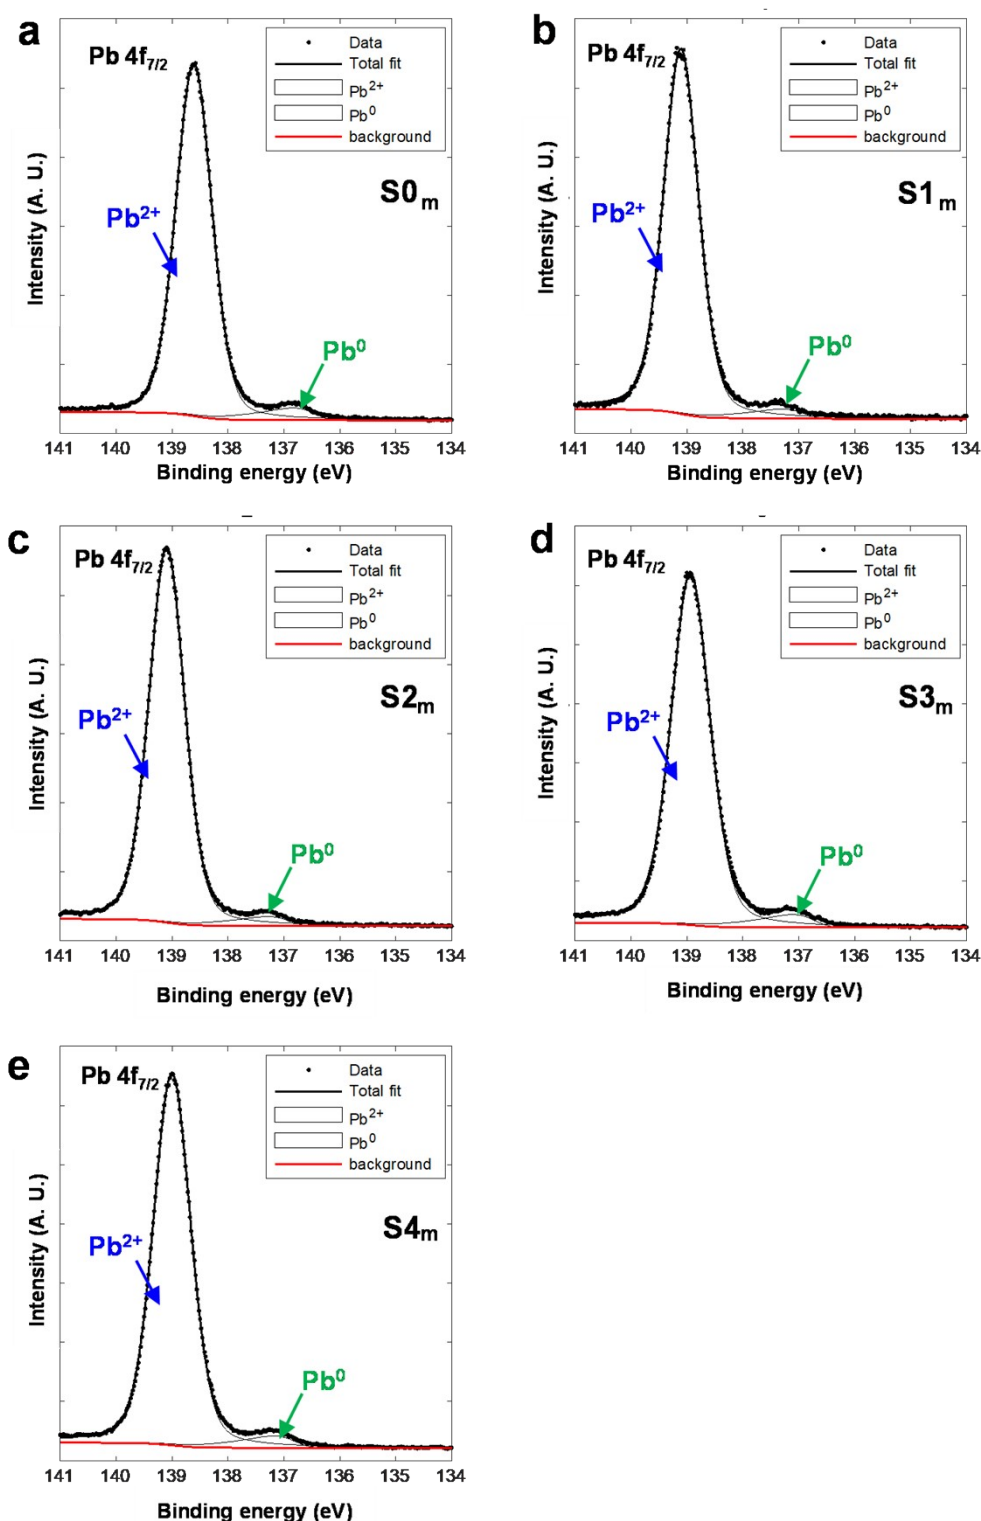 a
Pb 4f7/2
Data
Total fit
Pb2+
Pb0
background
S0m
Pb2+
Pb0
Intensity (A. U.)
141 140 139 138 137 136 135 134
Binding energy (eV)
b
Pb 4f7/2
Data
Total fit
Pb2+
Pb0
background
S1m
Pb2+
Pb0
Intensity (A. U.)
141 140 139 138 137 136 135 134
Binding energy (eV)
c
Pb 4f7/2
Data
Total fit
Pb2+
Pb0
background
S2m
Pb2+
Pb0
Intensity (A. U.)
141 140 139 138 137 136 135 134
Binding energy (eV)
d
Pb 4f7/2
Data
Total fit
Pb2+
Pb0
background
S3m
Pb2+
Pb0
Intensity (A. U.)
141 140 139 138 137 136 135 134
Binding energy (eV)
e
Pb 4f7/2
Data
Total fit
Pb2+
Pb0
background
S4m
Pb2+
Pb0
Intensity (A. U.)
141 140 139 138 137 136 135 134
Binding energy (eV)